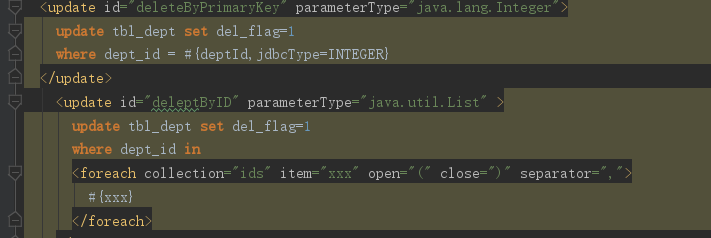 <update id="deleteByPrimaryKey" parameterType="java.lang.Integer">
update tbl_dept set del_flag=1
where dept_id = #{deptId,jdbcType=INTEGER}
</update>
<update id="deleptByID" parameterType="java.util.List" >
update tbl_dept set del_flag=1
where dept_id in
<foreach collection="ids" item="xxx" open="(" close=")" separator=",">
#{xxx}
</foreach>